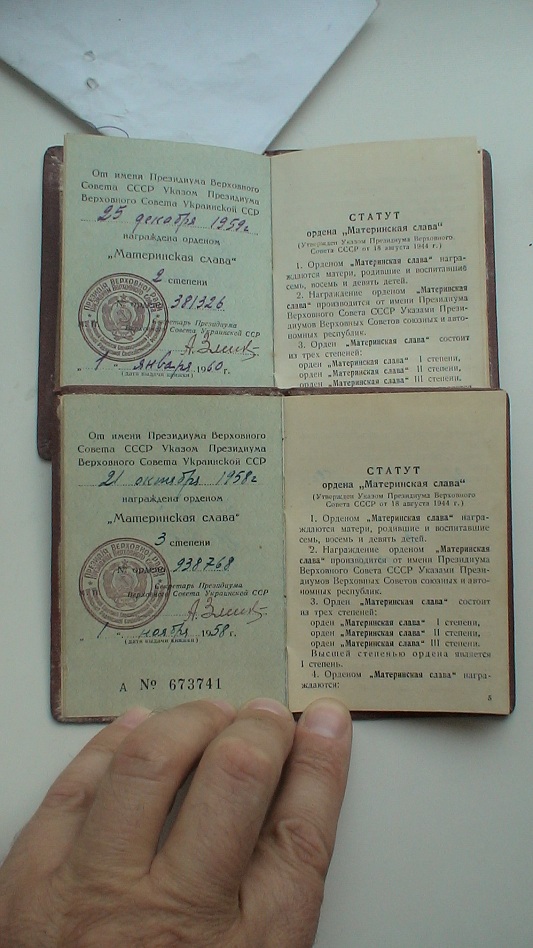 От имени Президиума Верховного
Совета СССР Указом Президиума
Верховного Совета Украинской ССР
25 декабря 1959г
награждена орденом
„Материнская слава“
2 степени
381326
Секретарь Президиума
Верховного Совета Украинской ССР
„ 1 “ января 1960 г.
(дата выдачи книжки)
СТАТУТ
ордена „Материнская слава“
(Утвержден Указом Президиума Верховного
Совета СССР от 18 августа 1944 г.)
1. Орденом „Материнская слава“ награ-
ждаются матери, родившие и воспитавшие
семь, восемь и девять детей.
2. Награждение орденом „Материнская
слава“ производится от имени Президиума
Верховного Совета СССР Указами Прези-
диумов Верховных Советов союзных и авто-
номных республик.
3. Орден „Материнская слава“ состоит
из трех степеней:
орден „Материнская слава“ I степени,
орден „Материнская слава“ II степени,
орден „Материнская слава“ III степени.
От имени Президиума Верховного
Совета СССР Указом Президиума
Верховного Совета Украинской ССР
21 октября 1958г
награждена орденом
„Материнская слава“
3 степени
№ ордена 938768
Секретарь Президиума
Верховного Совета Украинской ССР
„ 1 “ ноября 1958 г.
(дата выдачи книжки)
А № 673741
СТАТУТ
ордена „Материнская слава“
(Утвержден Указом Президиума Верховного
Совета СССР от 18 августа 1944 г.)
1. Орденом „Материнская слава“ награ-
ждаются матери, родившие и воспитавшие
семь, восемь и девять детей.
2. Награждение орденом „Материнская
слава“ производится от имени Президиума
Верховного Совета СССР Указами Прези-
диумов Верховных Советов союзных и авто-
номных республик.
3. Орден „Материнская слава“ состоит
из трех степеней:
орден „Материнская слава“ I степени,
орден „Материнская слава“ II степени,
орден „Материнская слава“ III степени.
Высшей степенью ордена является
I степень.
4. Орденом „Материнская слава“ награ-
ждаются:
5